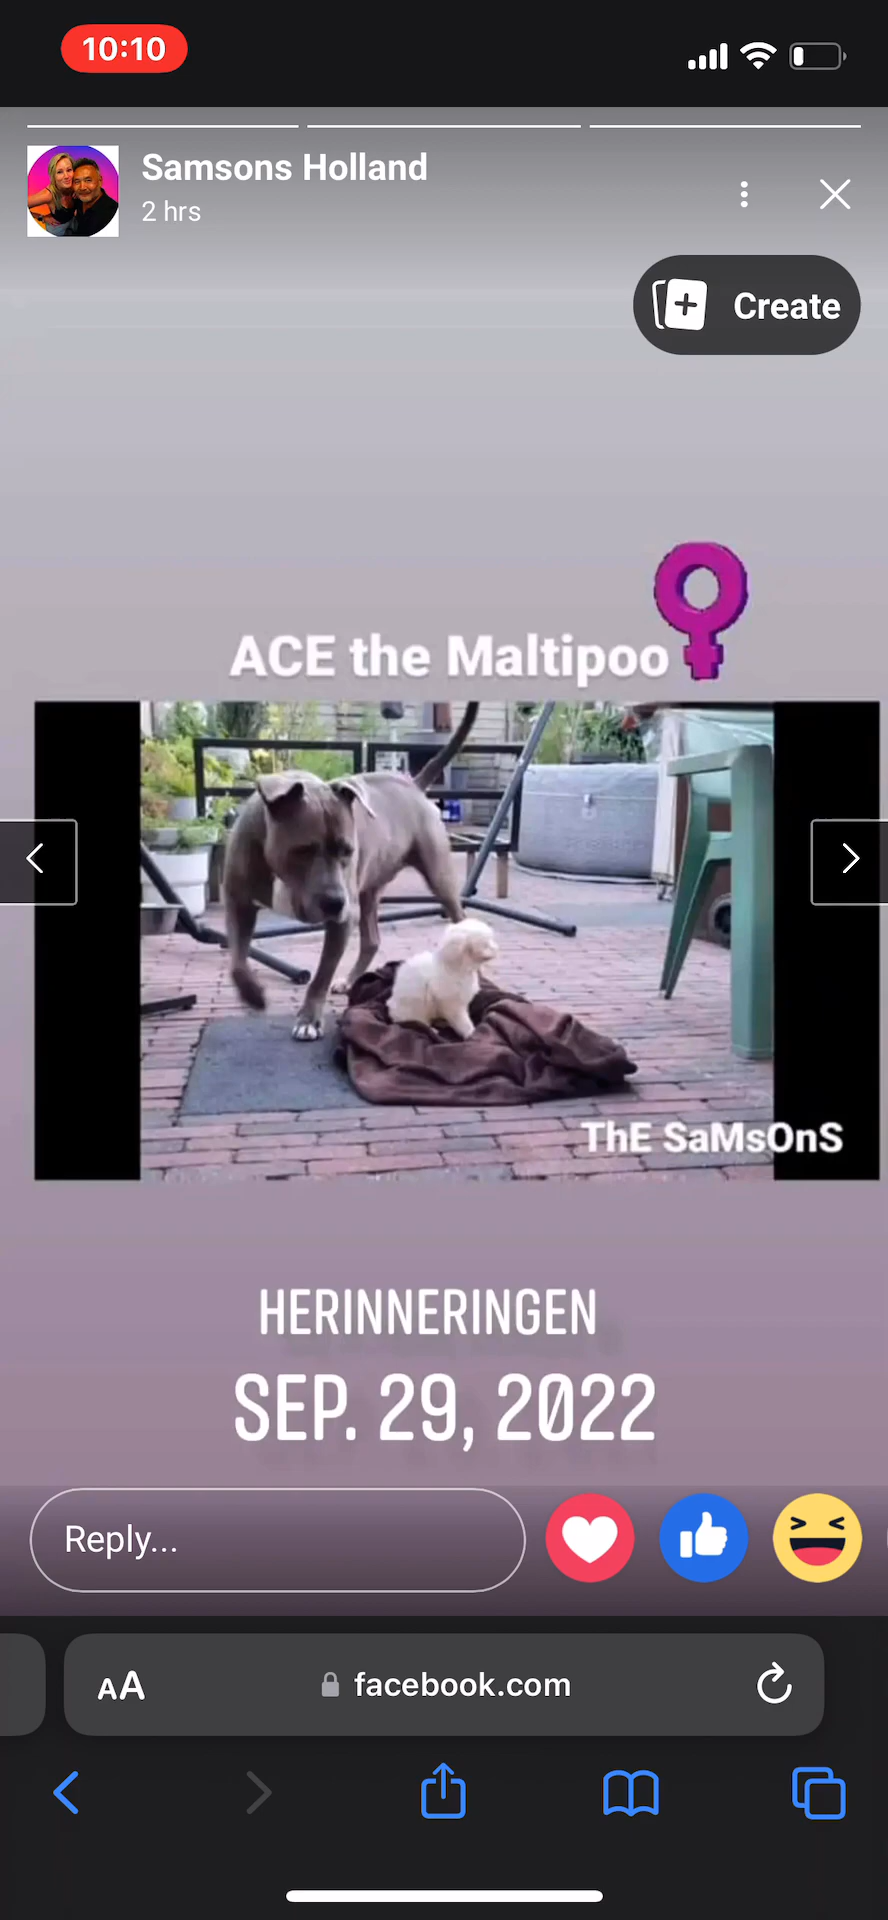 10:10
Samsons Holland
2 hrs
Create
ACE the Maltipoo
ThE SaMsOnS
HERINNERINGEN
SEP. 29, 2022
Reply...
AA
facebook.com